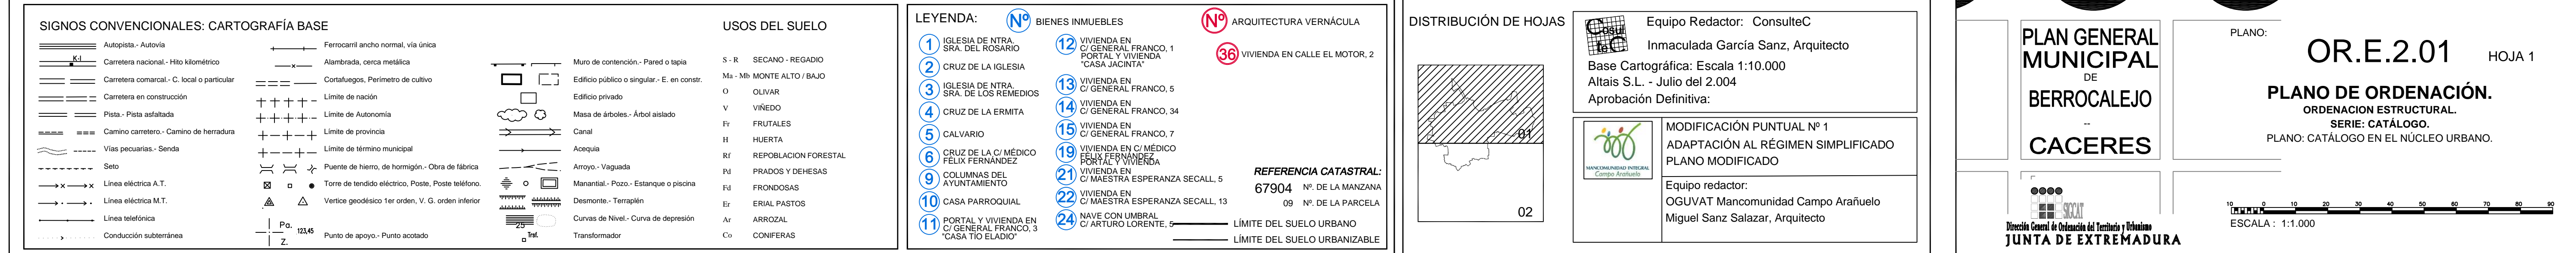 SIGNOS CONVENCIONALES: CARTOGRAFÍA BASE
Autopista.- Autovía
K-I
Carretera nacional.- Hito kilométrico
Carretera comarcal.- C. local o particular
Carretera en construcción
Pista.- Pista asfaltada
Camino carretero.- Camino de herradura
Vías pecuarias.- Senda
Seto
Línea eléctrica A.T.
Línea eléctrica M.T.
Línea telefónica
Conducción subterránea
Ferrocarril ancho normal, vía única
Alambrada, cerca metálica
Cortafuegos, Perímetro de cultivo
Límite de nación
Límite de Autonomía
Límite de provincia
Límite de término municipal
Puente de hierro, de hormigón.- Obra de fábrica
Torre de tendido eléctrico, Poste, Poste teléfono.
Vertice geodésico 1er orden, V. G. orden inferior
Pa.
Z.
123,45
Punto de apoyo.- Punto acotado
Muro de contención.- Pared o tapia
Edificio público o singular.- E. en constr.
Edificio privado
Masa de árboles.- Árbol aislado
Canal
Acequia
Arroyo.- Vaguada
Manantial.- Pozo.- Estanque o piscina
Desmonte.- Terraplén
25
Curvas de Nivel.- Curva de depresión
Traf.
Transformador
USOS DEL SUELO
S - R SECANO - REGADIO
Ma - Mb MONTE ALTO / BAJO
O OLIVAR
V VIÑEDO
Fr FRUTALES
H HUERTA
Rf REPOBLACION FORESTAL
Pd PRADOS Y DEHESAS
Fd FRONDOSAS
Er ERIAL PASTOS
Ar ARROZAL
Co CONIFERAS
LEYENDA:
Nº BIENES INMUEBLES
Nº ARQUITECTURA VERNÁCULA
1 IGLESIA DE NTRA.
SRA. DEL ROSARIO
2 CRUZ DE LA IGLESIA
3 IGLESIA DE NTRA.
SRA. DE LOS REMEDIOS
4 CRUZ DE LA ERMITA
5 CALVARIO
6 CRUZ DE LA C/ MÉDICO
FÉLIX FERNÁNDEZ
9 COLUMNAS DEL
AYUNTAMIENTO
10 CASA PARROQUIAL
11 PORTAL Y VIVIENDA EN
C/ GENERAL FRANCO, 3
"CASA TÍO ELADIO"
12 VIVIENDA EN
C/ GENERAL FRANCO, 1
PORTAL Y VIVIENDA
"CASA JACINTA"
13 VIVIENDA EN
C/ GENERAL FRANCO, 5
14 VIVIENDA EN
C/ GENERAL FRANCO, 34
15 VIVIENDA EN
C/ GENERAL FRANCO, 7
19 VIVIENDA EN C/ MÉDICO
FÉLIX FERNÁNDEZ
PORTAL Y VIVIENDA
21 VIVIENDA EN
C/ MAESTRA ESPERANZA SECALL, 5
22 VIVIENDA EN
C/ MAESTRA ESPERANZA SECALL, 13
24 NAVE CON UMBRAL
C/ ARTURO LORENTE, 5
36 VIVIENDA EN CALLE EL MOTOR, 2
REFERENCIA CATASTRAL:
67904 Nº. DE LA MANZANA
09 Nº. DE LA PARCELA
LÍMITE DEL SUELO URBANO
LÍMITE DEL SUELO URBANIZABLE
DISTRIBUCIÓN DE HOJAS
01
02
Consul
teC
Equipo Redactor: ConsulteC
Inmaculada García Sanz, Arquitecto
Base Cartográfica: Escala 1:10.000
Altais S.L. - Julio del 2.004
Aprobación Definitiva:
MANCOMUNIDAD INTEGRAL
Campo Arañuelo
MODIFICACIÓN PUNTUAL Nº 1
ADAPTACIÓN AL RÉGIMEN SIMPLIFICADO
PLANO MODIFICADO
Equipo redactor:
OGUVAT Mancomunidad Campo Arañuelo
Miguel Sanz Salazar, Arquitecto
PLAN GENERAL
MUNICIPAL
DE
BERROCALEJO
--
CACERES
SICCAT
Dirección General de Ordenación del Territorio y Urbanismo
JUNTA DE EXTREMADURA
PLANO:
OR.E.2.01 HOJA 1
PLANO DE ORDENACIÓN.
ORDENACION ESTRUCTURAL.
SERIE: CATÁLOGO.
PLANO: CATÁLOGO EN EL NÚCLEO URBANO.
10 0 10 20 30 40 50 60 70 80 90
ESCALA : 1:1.000